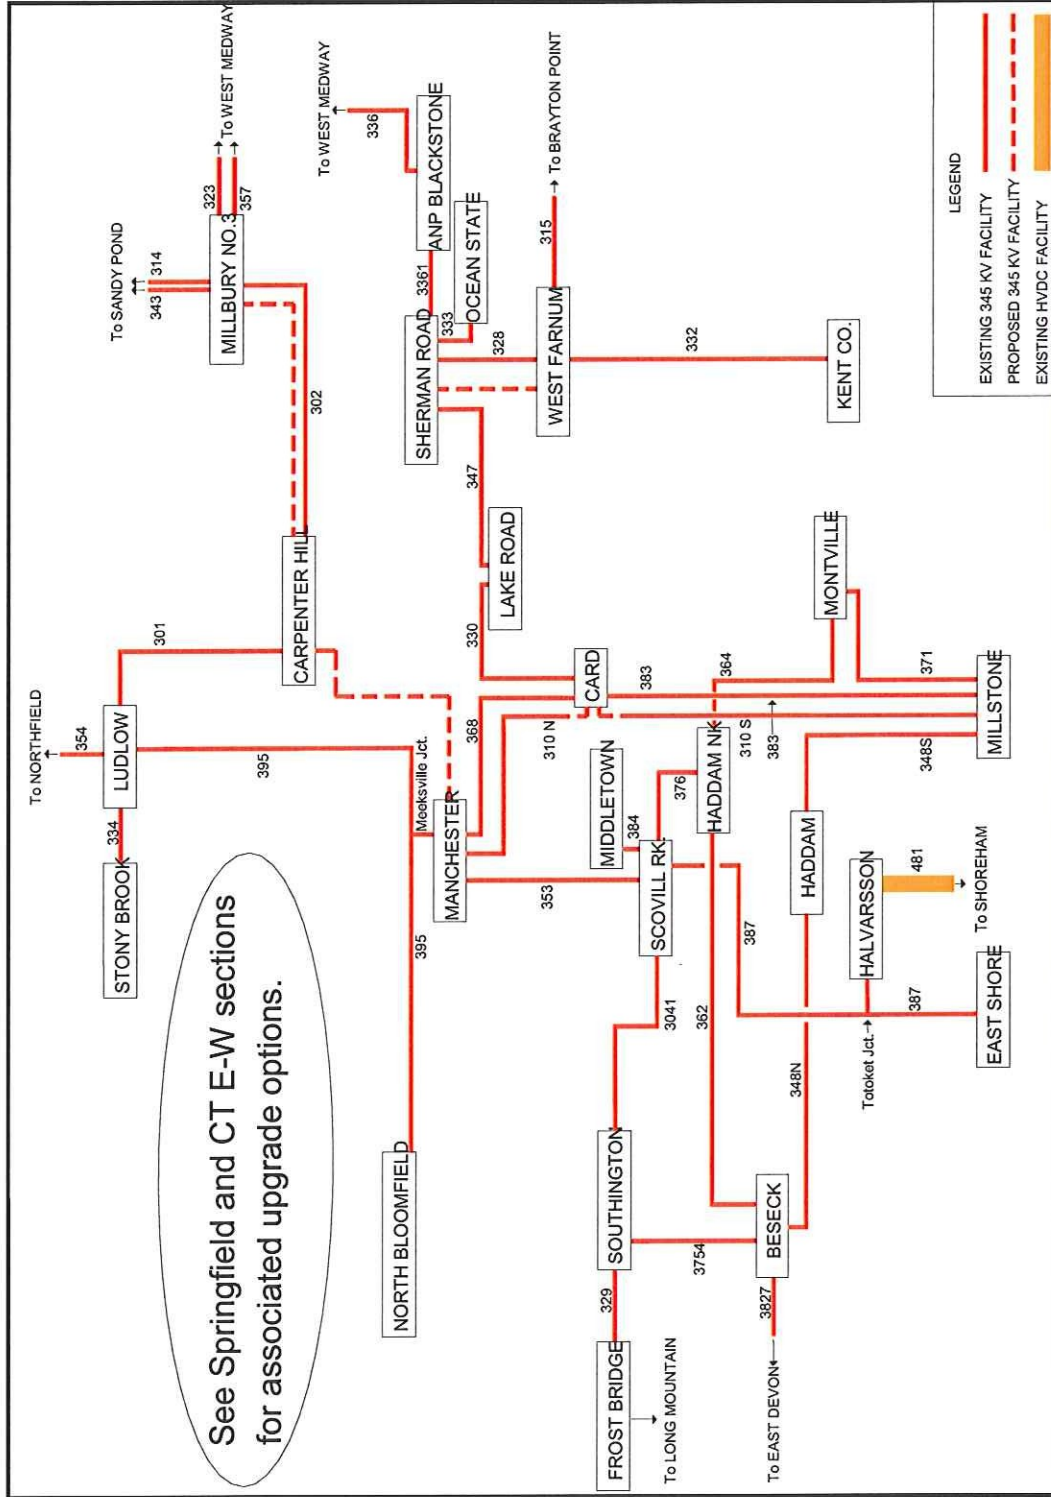 See Springfield and CT E-W sections
for associated upgrade options.
To NORTHFIELD
354
STONY BROOK
334
LUDLOW
301
395
To SANDY POND
343
314
MILLBURY NO.3
323
357
To WEST MEDWAY
302
CARPENTER HILL
To WEST MEDWAY
336
ANP BLACKSTONE
3361
OCEAN STATE
333
SHERMAN ROAD
328
347
315
To BRAYTON POINT
WEST FARNUM
332
KENT CO.
LAKE ROAD
330
NORTH BLOOMFIELD
395
Meeksville Jct.
MANCHESTER
368
310 N
353
CARD
383
MIDDLETOWN
384
376
SCOVILL RK.
HADDAM NK
364
MONTVILLE
371
310 S
383
348S
MILLSTONE
HADDAM
3041
387
362
HALVARSSON
481
To SHOREHAM
Totoket Jct.
387
EAST SHORE
348N
SOUTHINGTON
329
FROST BRIDGE
To LONG MOUNTAIN
3754
BESECK
3827
To EAST DEVON
LEGEND
EXISTING 345 KV FACILITY
PROPOSED 345 KV FACILITY
EXISTING HVDC FACILITY